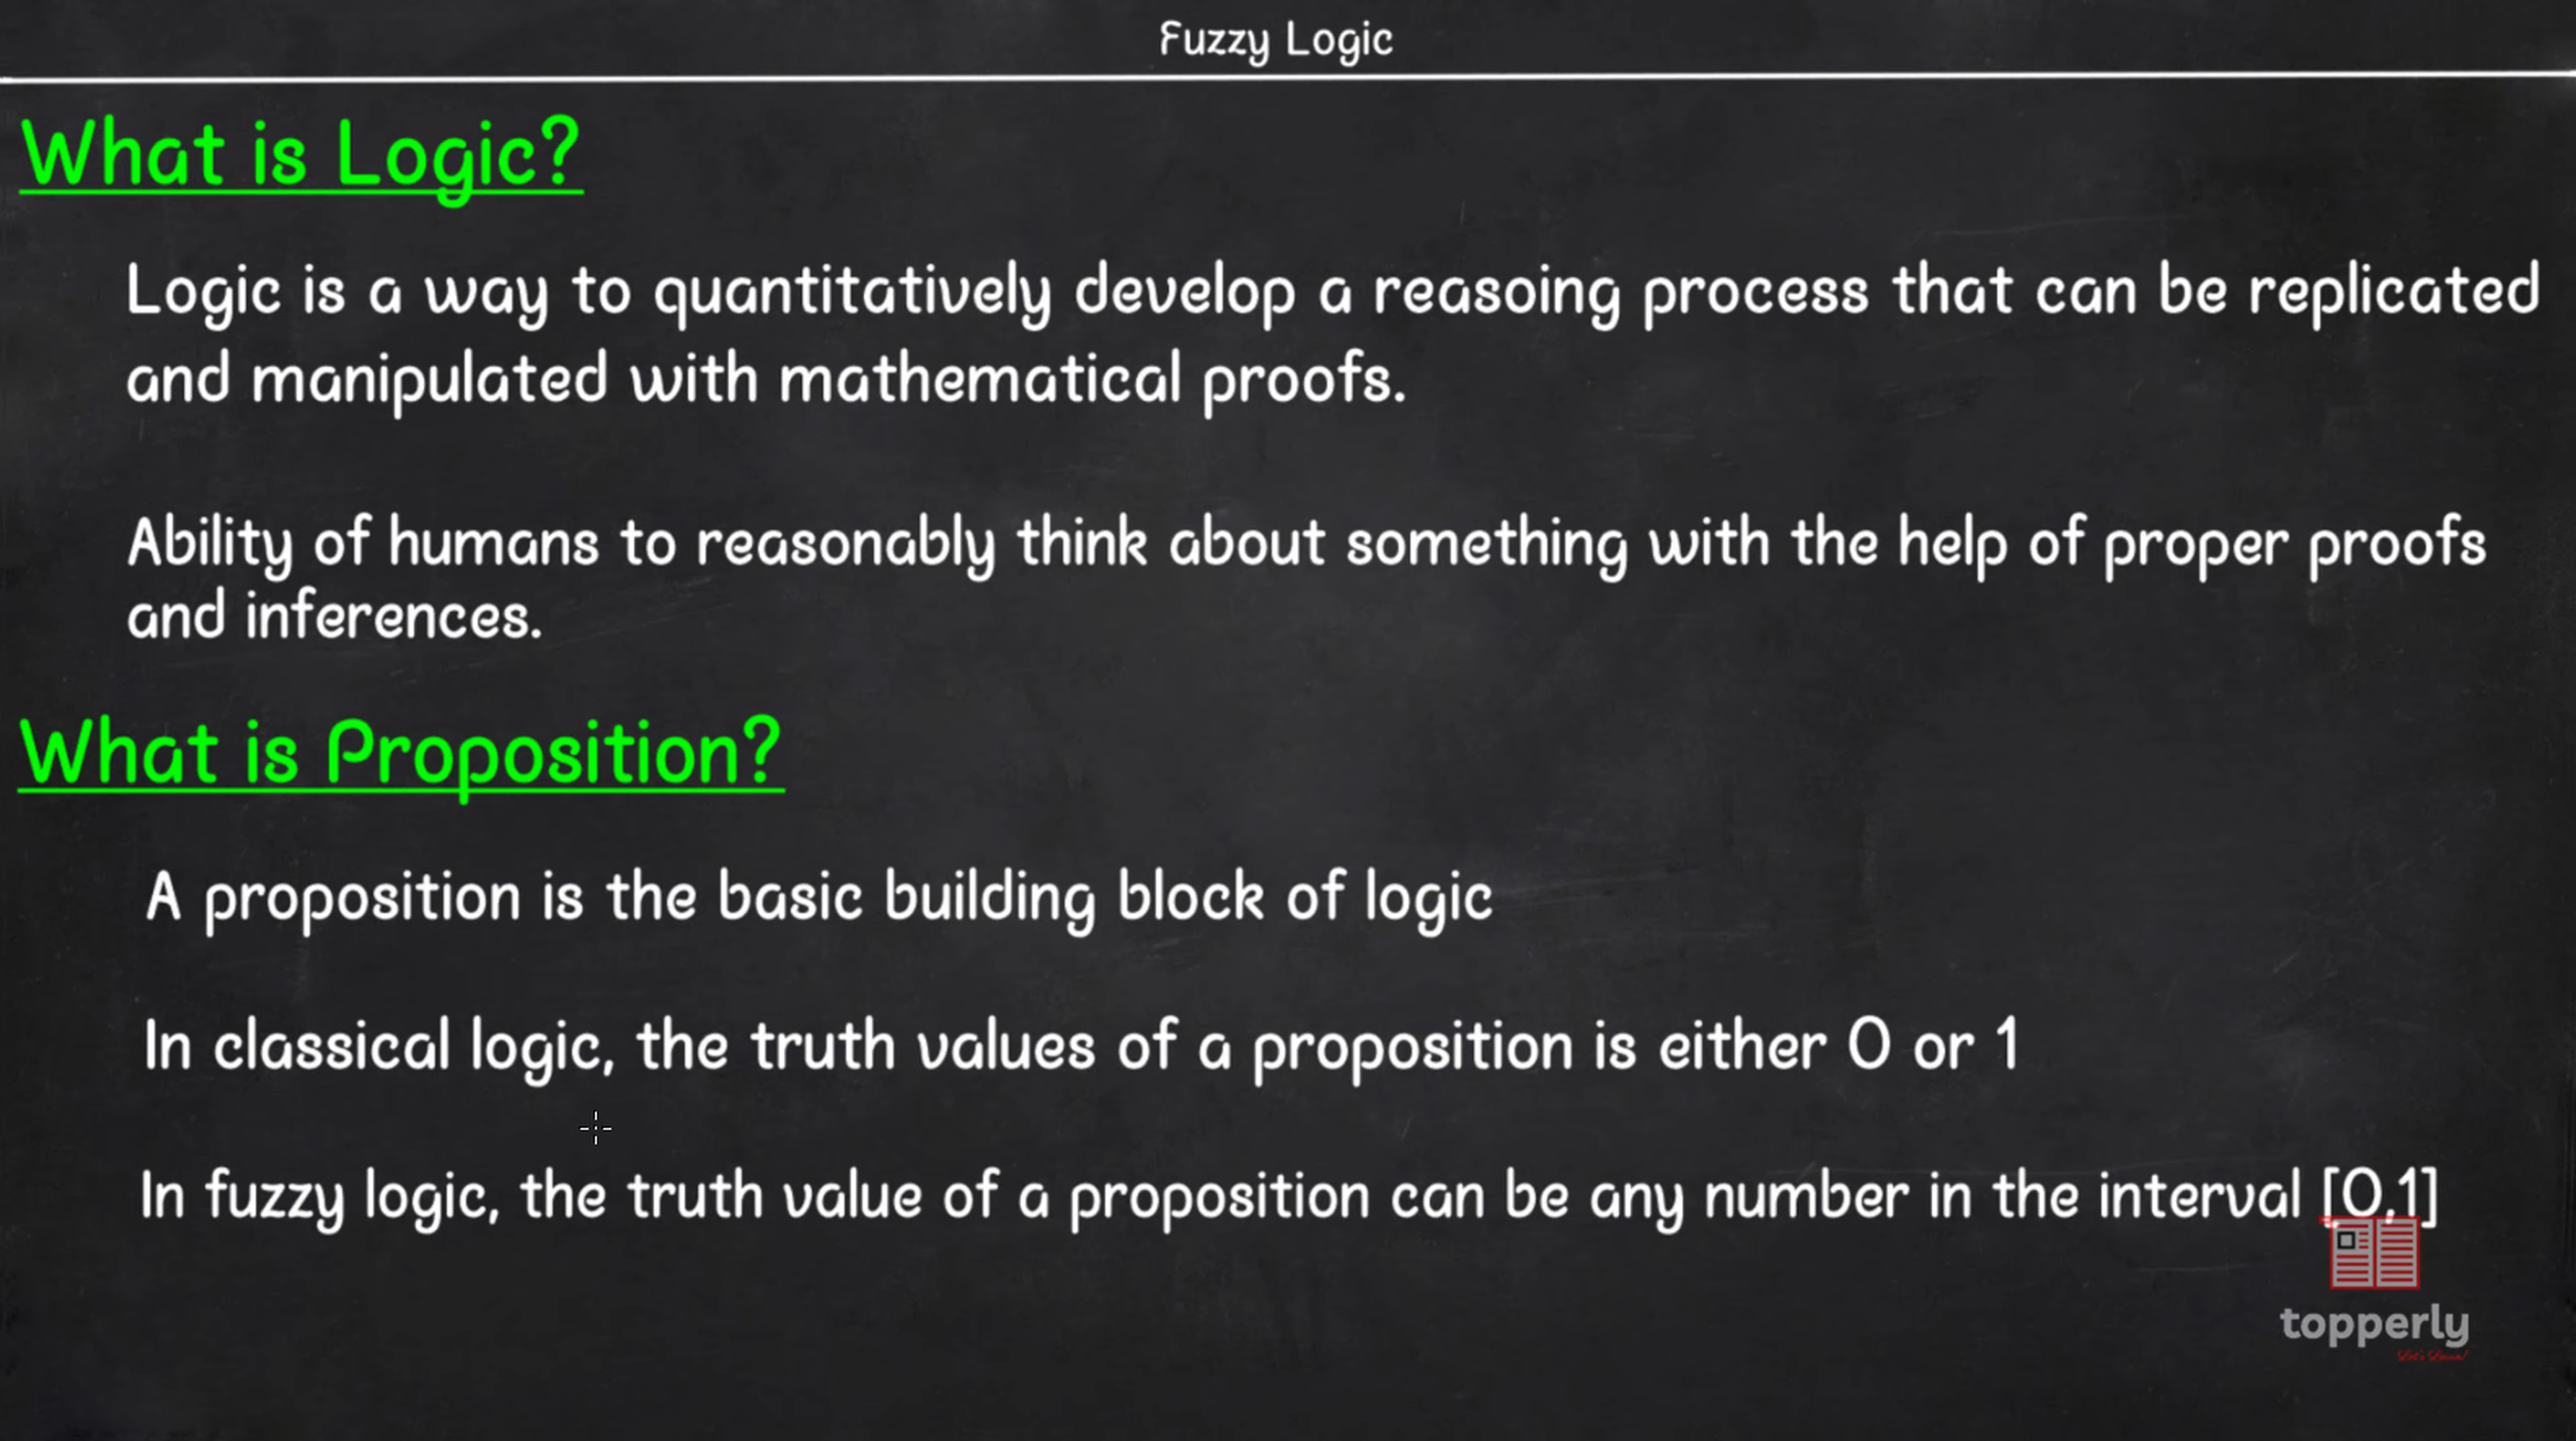 Fuzzy Logic
What is Logic?
Logic is a way to quantitatively develop a reasoing process that can be replicated
and manipulated with mathematical proofs.
Ability of humans to reasonably think about something with the help of proper proofs
and inferences.
What is Proposition?
A proposition is the basic building block of logic
In classical logic, the truth values of a proposition is either 0 or 1
In fuzzy logic, the truth value of a proposition can be any number in the interval [0,1]
topperly
Let's Learn!